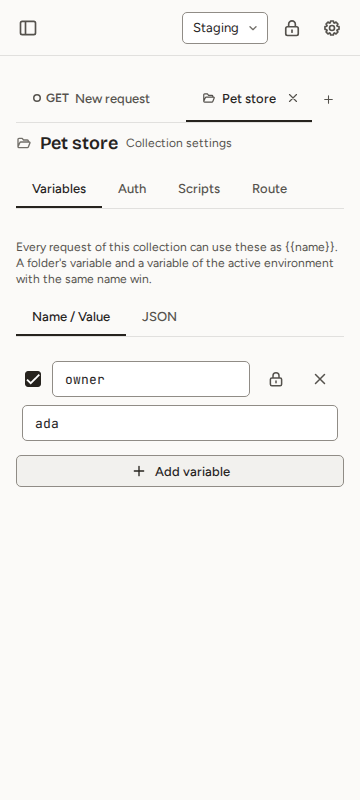 Staging
GET New request
Pet store
Pet store Collection settings
Variables Auth Scripts Route
Every request of this collection can use these as {{name}}.
A folder's variable and a variable of the active environment
with the same name win.
Name / Value JSON
owner
ada
Add variable